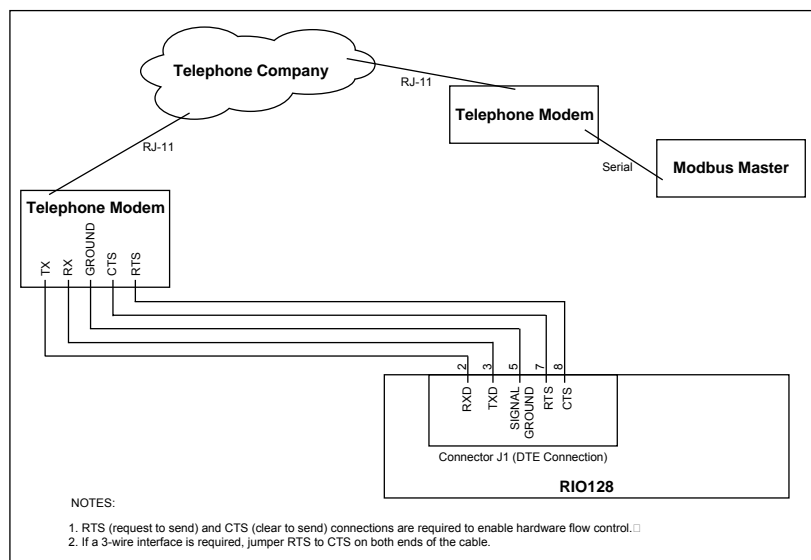 Telephone Company
RJ-11
Telephone Modem
RJ-11
Serial
Modbus Master
Telephone Modem
TX
RX
GROUND
CTS
RTS
2
3
5
7
8
RXD
TXD
SIGNAL
GROUND
RTS
CTS
Connector J1 (DTE Connection)
RIO128
NOTES:
1. RTS (request to send) and CTS (clear to send) connections are required to enable hardware flow control.□
2. If a 3-wire interface is required, jumper RTS to CTS on both ends of the cable.